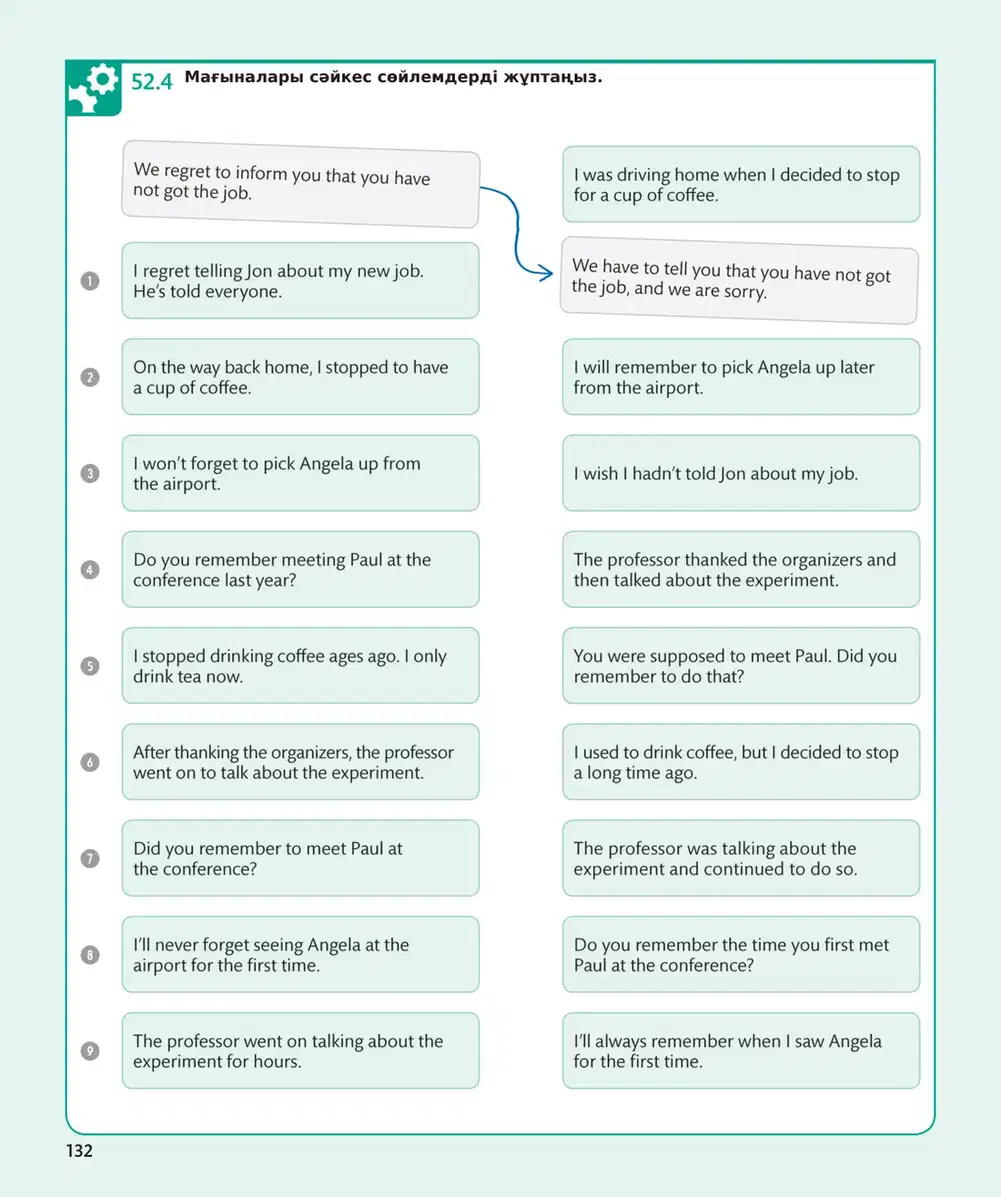 52.4 Мағыналары сәйкес сөйлемдерді жұптаңыз.
We regret to inform you that you have
not got the job.
I was driving home when I decided to stop
for a cup of coffee.
1
I regret telling Jon about my new job.
He's told everyone.
We have to tell you that you have not got
the job, and we are sorry.
2
On the way back home, I stopped to have
a cup of coffee.
I will remember to pick Angela up later
from the airport.
3
I won't forget to pick Angela up from
the airport.
I wish I hadn't told Jon about my job.
4
Do you remember meeting Paul at the
conference last year?
The professor thanked the organizers and
then talked about the experiment.
5
I stopped drinking coffee ages ago. I only
drink tea now.
You were supposed to meet Paul. Did you
remember to do that?
6
After thanking the organizers, the professor
went on to talk about the experiment.
I used to drink coffee, but I decided to stop
a long time ago.
7
Did you remember to meet Paul at
the conference?
The professor was talking about the
experiment and continued to do so.
8
I'll never forget seeing Angela at the
airport for the first time.
Do you remember the time you first met
Paul at the conference?
9
The professor went on talking about the
experiment for hours.
I'll always remember when I saw Angela
for the first time.
132